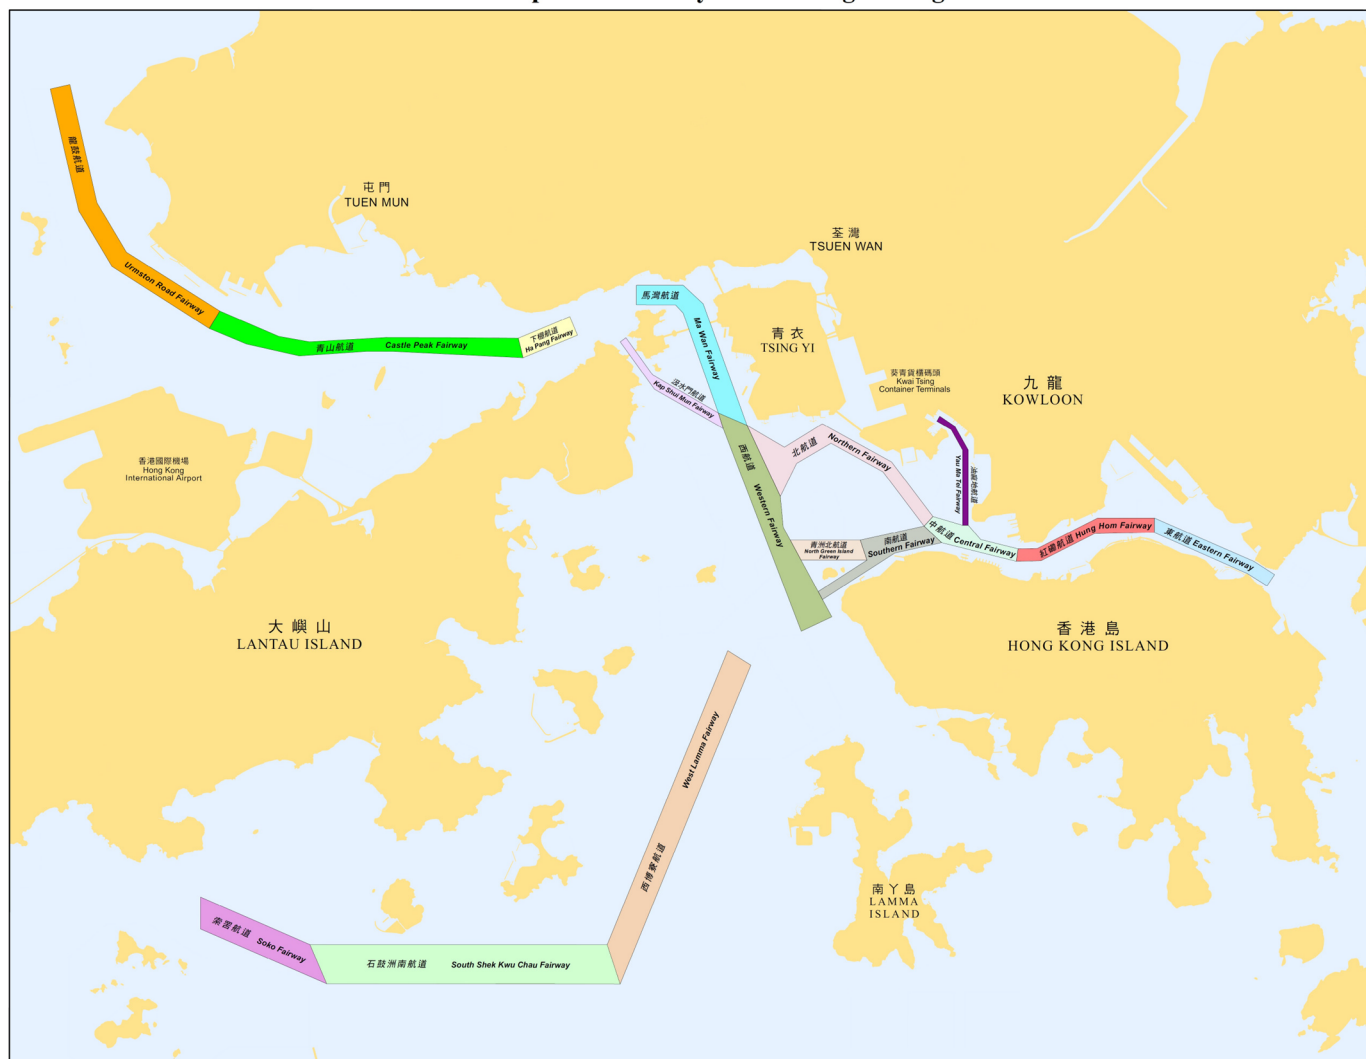 龍鼓航道
Urmston Road Fairway
屯門
TUEN MUN
荃灣
TSUEN WAN
馬灣航道
Ma Wan Fairway
青衣
TSING YI
下棚航道
Ha Pang Fairway
青山航道 Castle Peak Fairway
汲水門航道
Kap Shui Mun Fairway
葵青貨櫃碼頭
Kwai Tsing
Container Terminals
九龍
KOWLOON
北航道 Northern Fairway
西航道 Western Fairway
油麻地航道
Yau Ma Tei Fairway
香港國際機場
Hong Kong
International Airport
青洲北航道
North Green Island
Fairway
南航道
Southern Fairway
中航道 Central Fairway
紅磡航道 Hung Hom Fairway
東航道 Eastern Fairway
大嶼山
LANTAU ISLAND
香港島
HONG KONG ISLAND
West Lamma Fairway
西博寮航道
南丫島
LAMMA
ISLAND
索罟航道 Soko Fairway
石鼓洲南航道 South Shek Kwu Chau Fairway